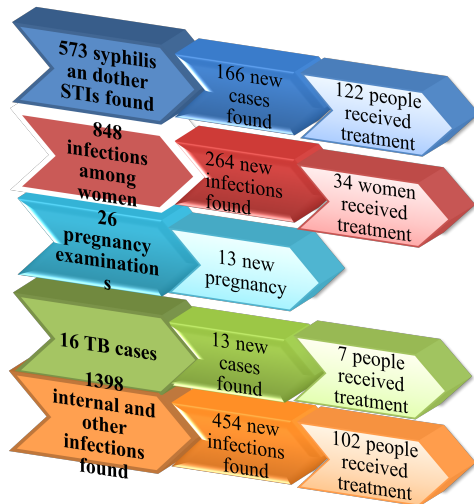 573 syphilis
an dother
STIs found
166 new
cases
found
122 people
received
treatment
848
infections
among
women
264 new
infections
found
34 women
received
treatment
26
pregnancy
examination
s
13 new
pregnancy
16 TB cases
13 new
cases
found
7 people
received
treatment
1398
internal and
other
infections
found
454 new
infections
found
102 people
received
treatment